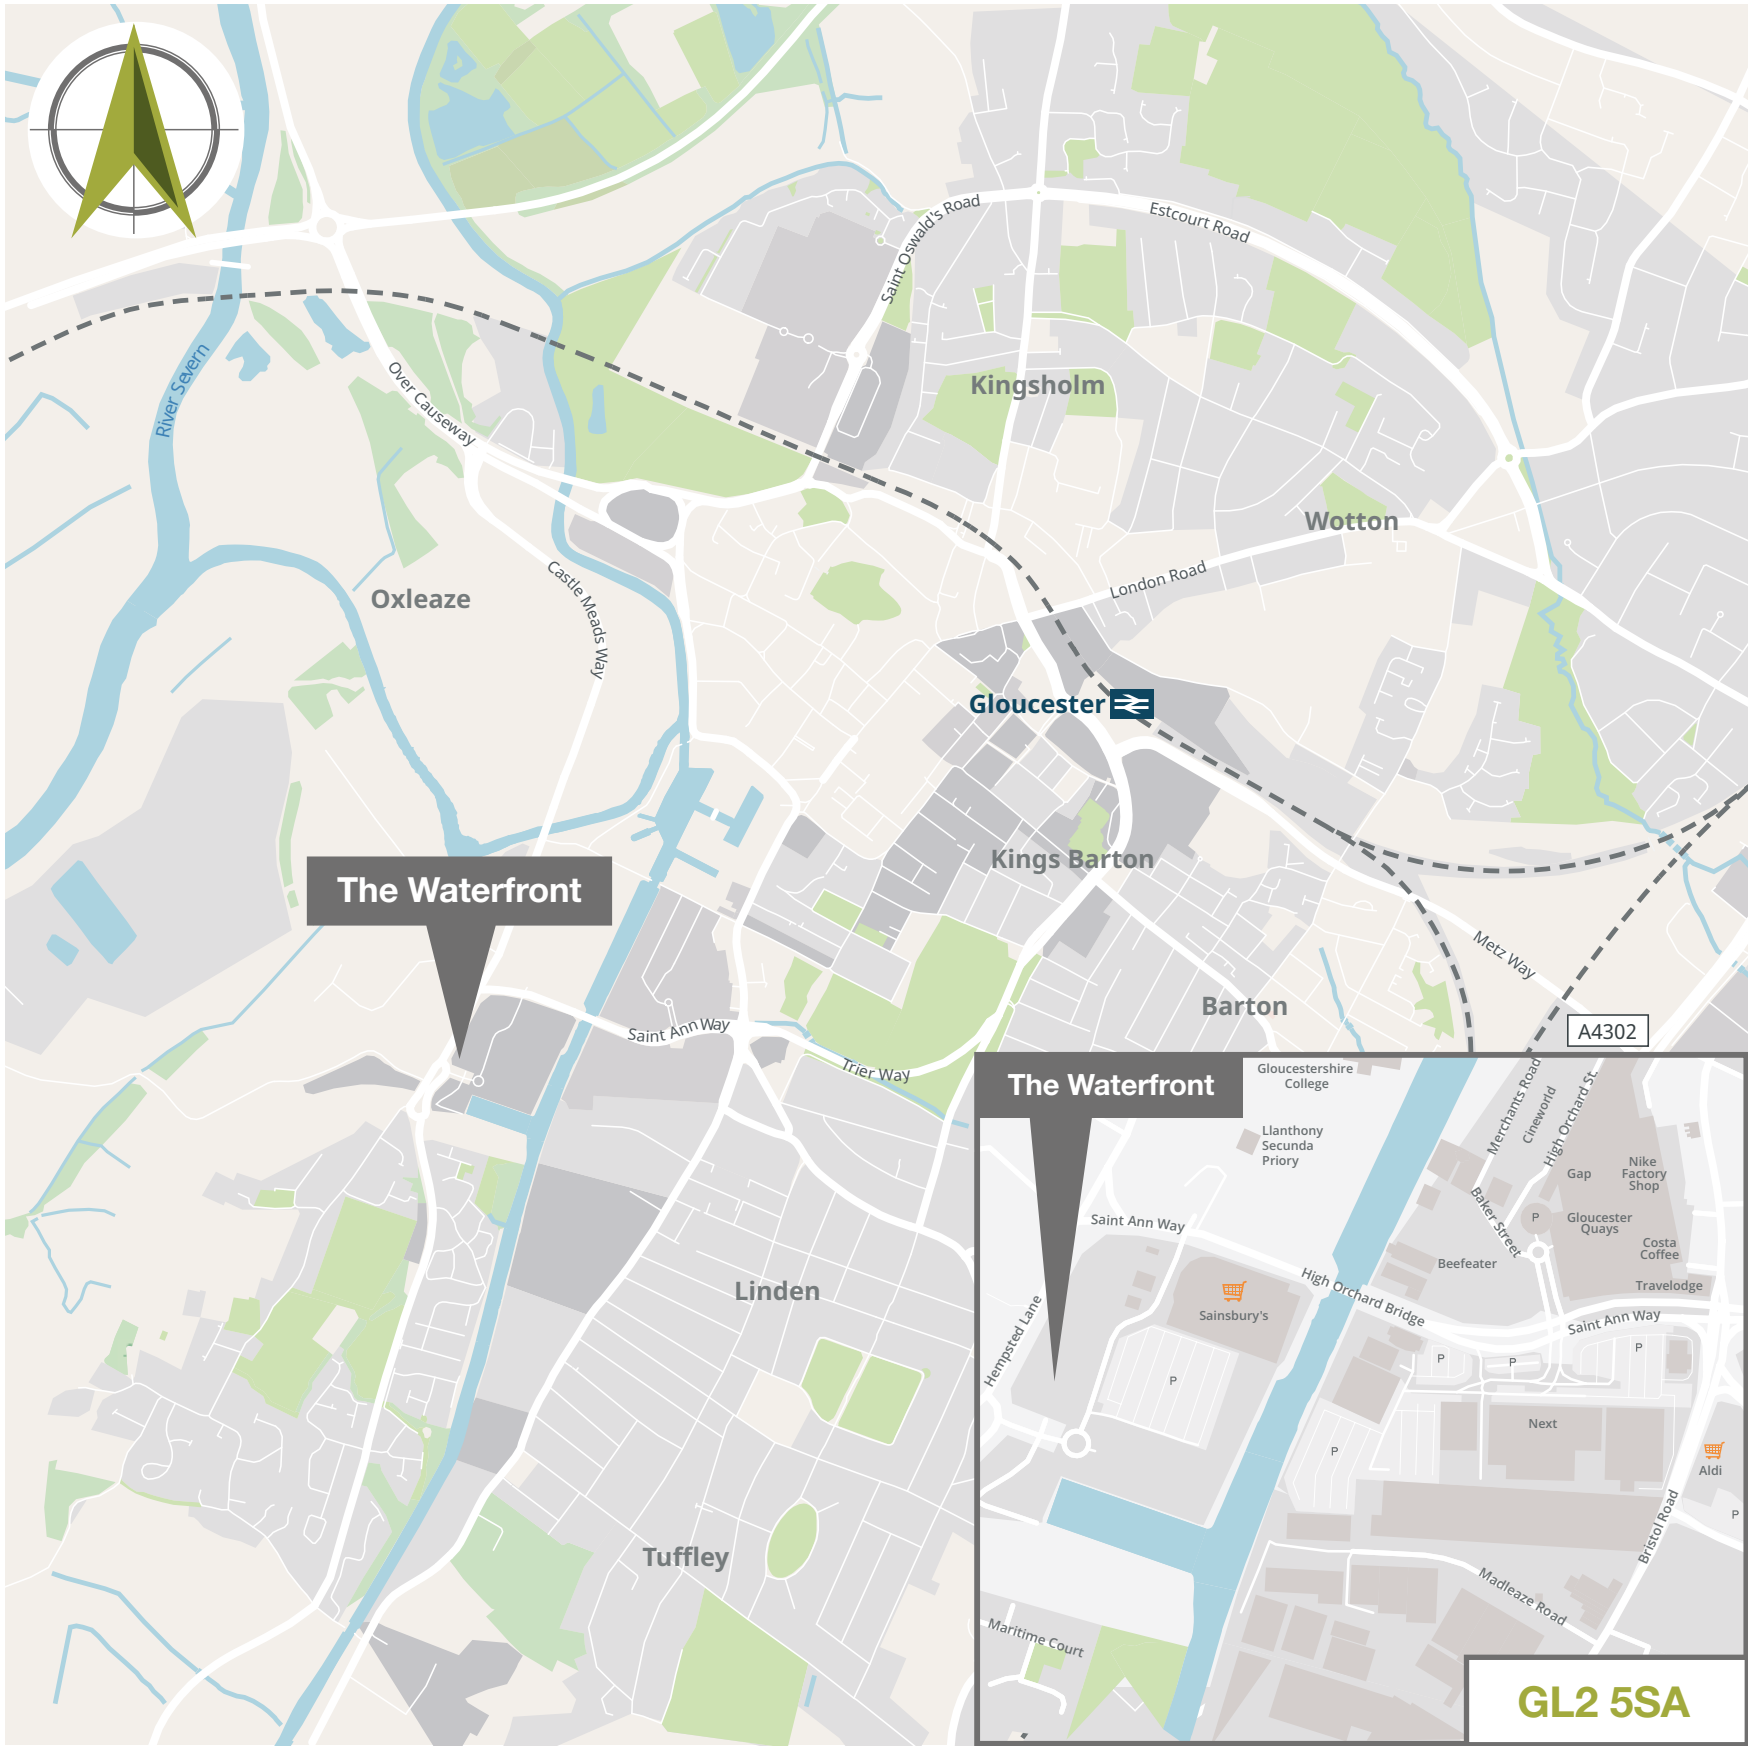 Saint Oswald's Road
Estcourt Road
River Severn
Over Causeway
Kingsholm
Wotton
London Road
Oxleaze
Castle Meads Way
Gloucester
Kings Barton
The Waterfront
Metz Way
Barton
A4302
Saint Ann Way
Trier Way
Linden
Tuffley
The Waterfront
Gloucestershire
College
Llanthony
Secunda
Priory
Merchants Road
Cineworld
High Orchard St.
Gap
Nike
Factory
Shop
Baker Street
P
Gloucester
Quays
Costa
Coffee
Saint Ann Way
Beefeater
Travelodge
High Orchard Bridge
Sainsbury's
Saint Ann Way
Hempsted Lane
P
P
P
P
P
Next
Aldi
P
Bristol Road
Madleaze Road
Maritime Court
GL2 5SA